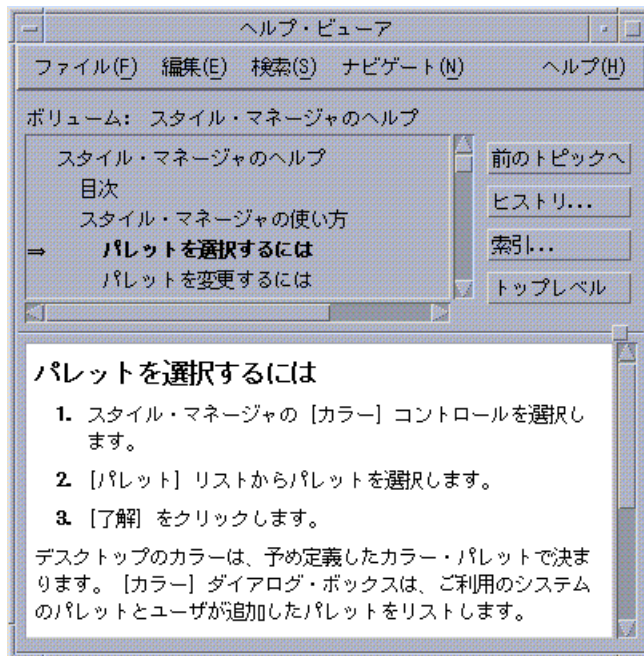 ヘルプ・ビューア
ファイル(F) 編集(E) 検索(S) ナビゲート(N) ヘルプ(H)
ボリューム: スタイル・マネージャのヘルプ
スタイル・マネージャのヘルプ
目次
スタイル・マネージャの使い方
⇒ パレットを選択するには
パレットを変更するには
前のトピックへ
ヒストリ...
索引...
トップレベル
パレットを選択するには
1. スタイル・マネージャの [カラー] コントロールを選択し
ます。
2. [パレット] リストからパレットを選択します。
3. [了解] をクリックします。
デスクトップのカラーは、予め定義したカラー・パレットで決ま
ります。 [カラー] ダイアログ・ボックスは、ご利用のシステム
のパレットとユーザが追加したパレットをリストします。